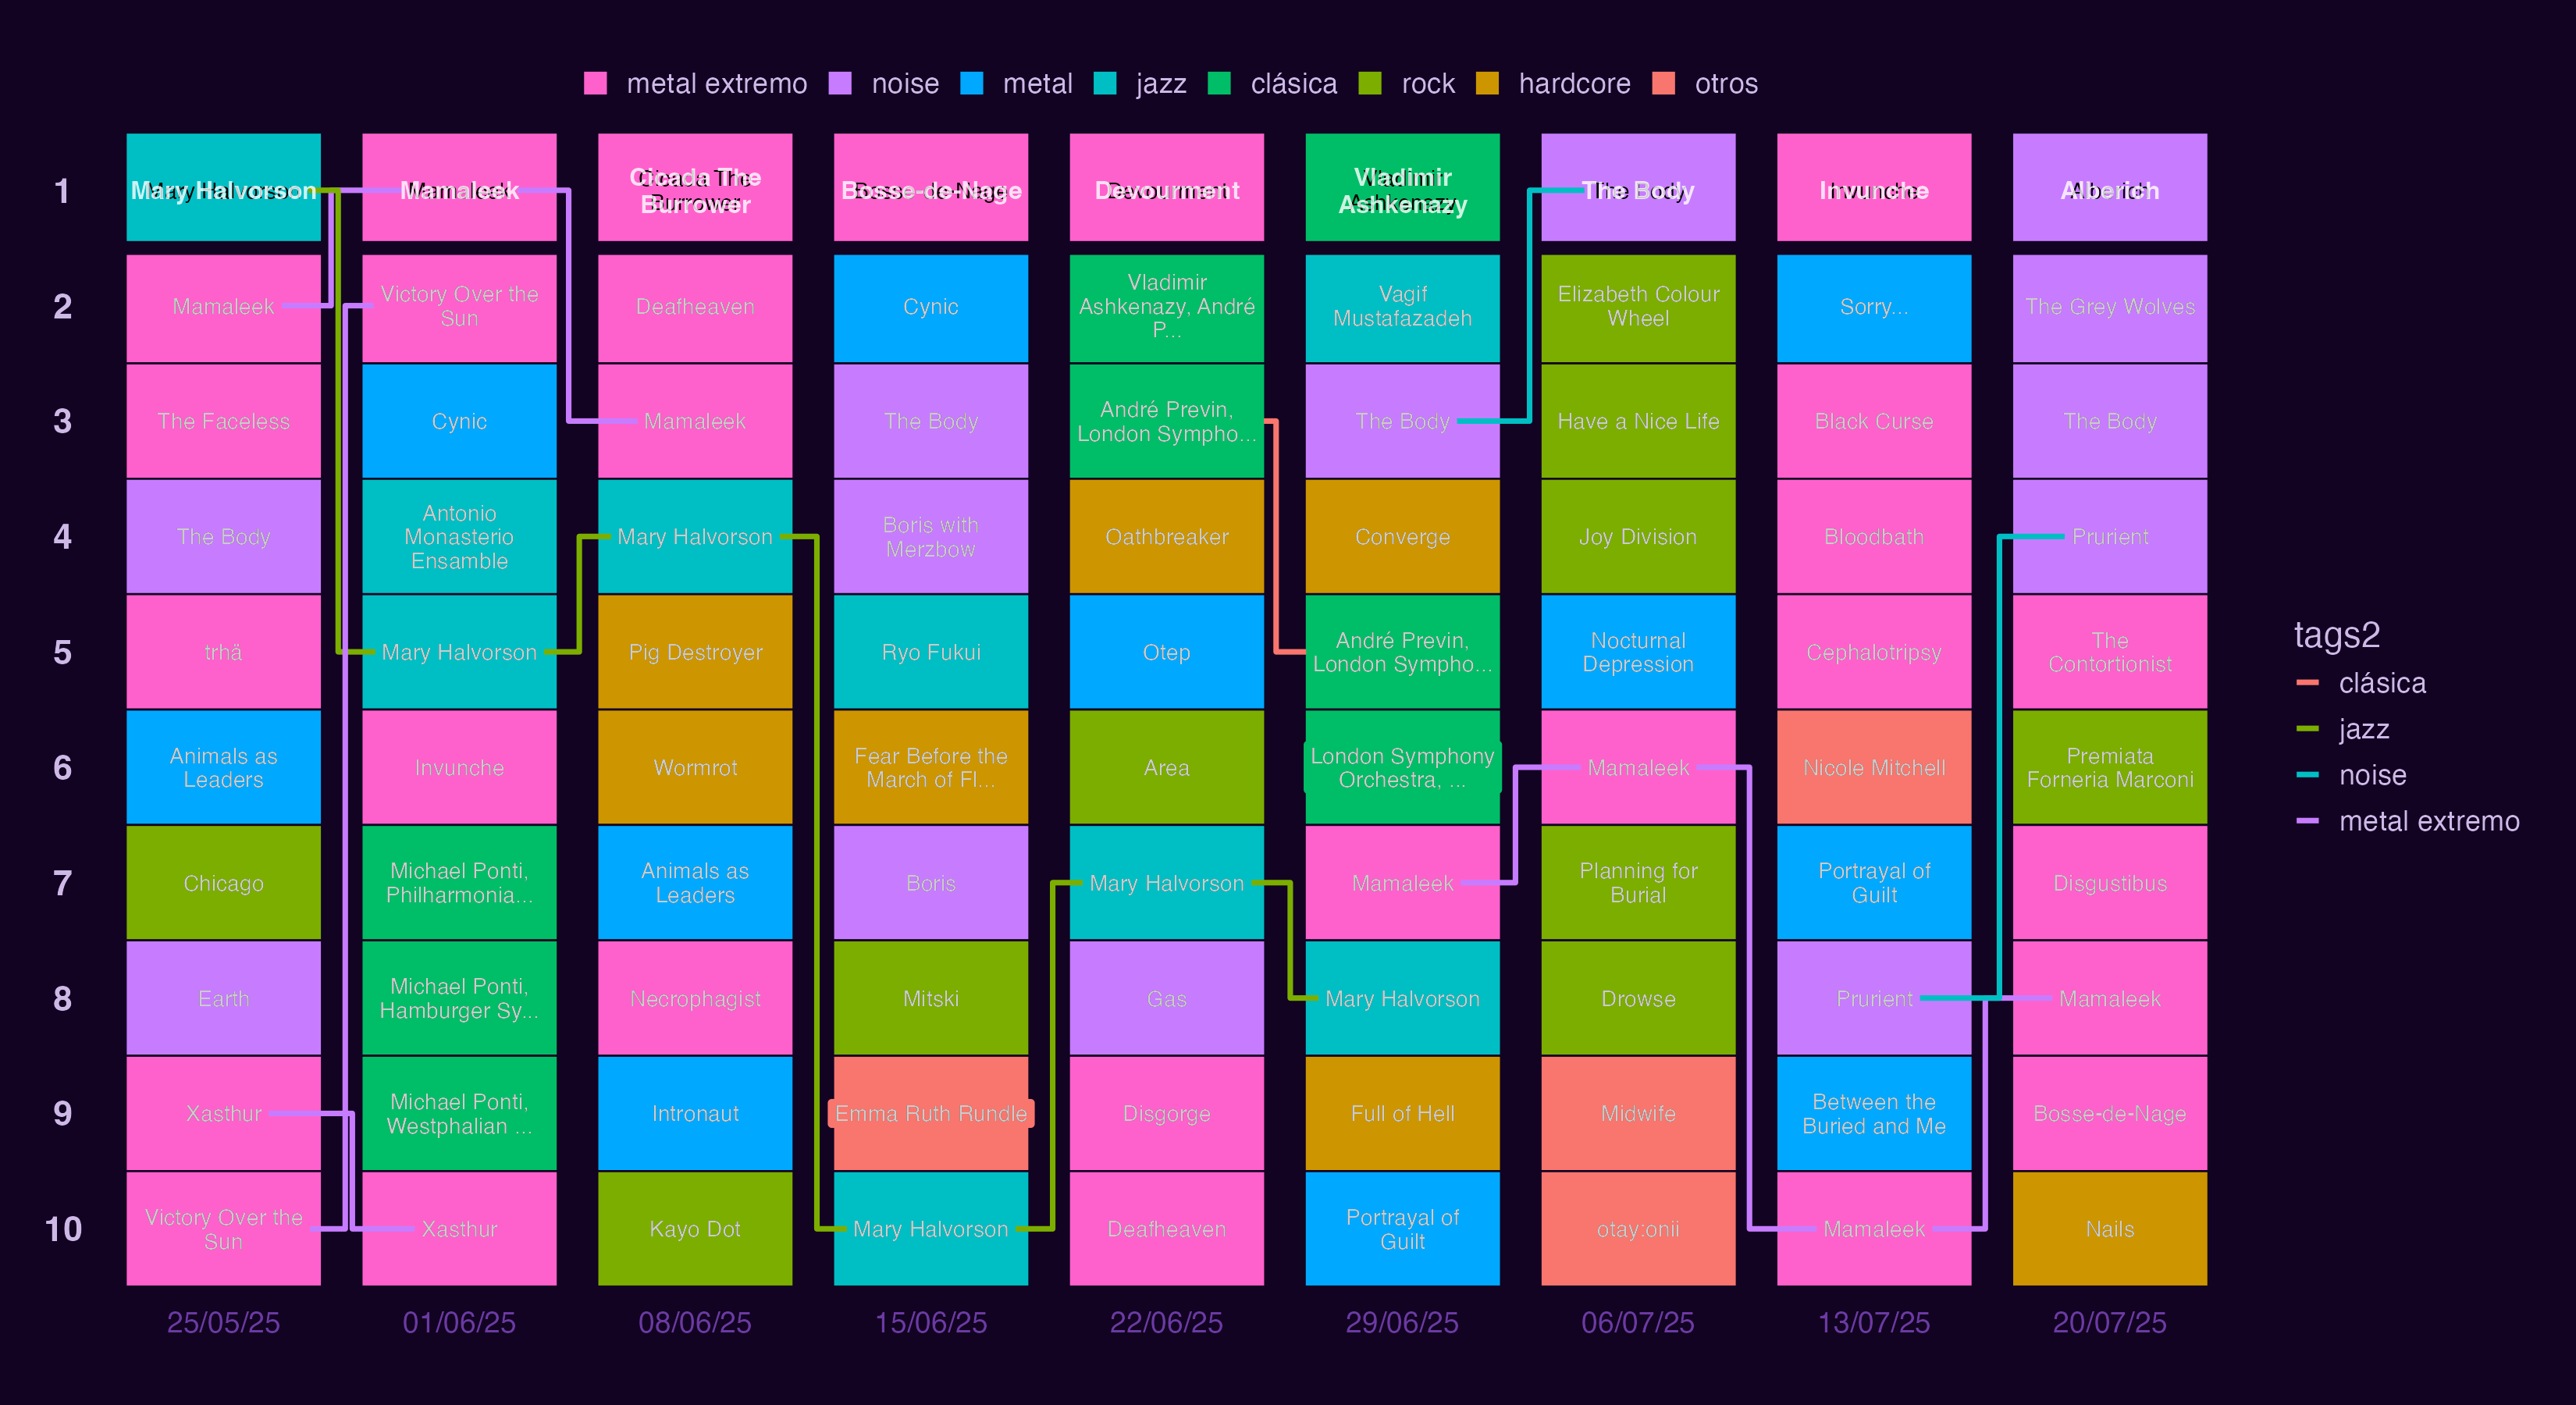 metal extremo noise metal jazz clásica rock hardcore otros
1
2
3
4
5
6
7
8
9
10
Mary Halvorson
Mamaleek
The Faceless
The Body
trhä
Animals as
Leaders
Chicago
Earth
Xasthur
Victory Over the
Sun
25/05/25
Mamaleek
Victory Over the
Sun
Cynic
Antonio
Monasterio
Ensamble
Mary Halvorson
Invunche
Michael Ponti,
Philharmonia...
Michael Ponti,
Hamburger Sy...
Michael Ponti,
Westphalian ...
Xasthur
01/06/25
Cicada The
Burrower
Deafheaven
Mamaleek
Mary Halvorson
Pig Destroyer
Wormrot
Animals as
Leaders
Necrophagist
Intronaut
Kayo Dot
08/06/25
Bosse-de-Nage
Cynic
The Body
Boris with
Merzbow
Ryo Fukui
Fear Before the
March of Fl...
Boris
Mitski
Emma Ruth Rundle
Mary Halvorson
15/06/25
Devourment
Vladimir
Ashkenazy, André
P...
André Previn,
London Sympho...
Oathbreaker
Otep
Area
Mary Halvorson
Gas
Disgorge
Deafheaven
22/06/25
Vladimir
Ashkenazy
Vagif
Mustafazadeh
The Body
Converge
André Previn,
London Sympho...
London Symphony
Orchestra, ...
Mamaleek
Mary Halvorson
Full of Hell
Portrayal of
Guilt
29/06/25
The Body
Elizabeth Colour
Wheel
Have a Nice Life
Joy Division
Nocturnal
Depression
Mamaleek
Planning for
Burial
Drowse
Midwife
otay:onii
06/07/25
Invunche
Sorry...
Black Curse
Bloodbath
Cephalotripsy
Nicole Mitchell
Portrayal of
Guilt
Prurient
Between the
Buried and Me
Mamaleek
13/07/25
Alberich
The Grey Wolves
The Body
Prurient
The
Contortionist
Premiata
Forneria Marconi
Disgustibus
Mamaleek
Bosse-de-Nage
Nails
20/07/25
tags2
clásica
jazz
noise
metal extremo